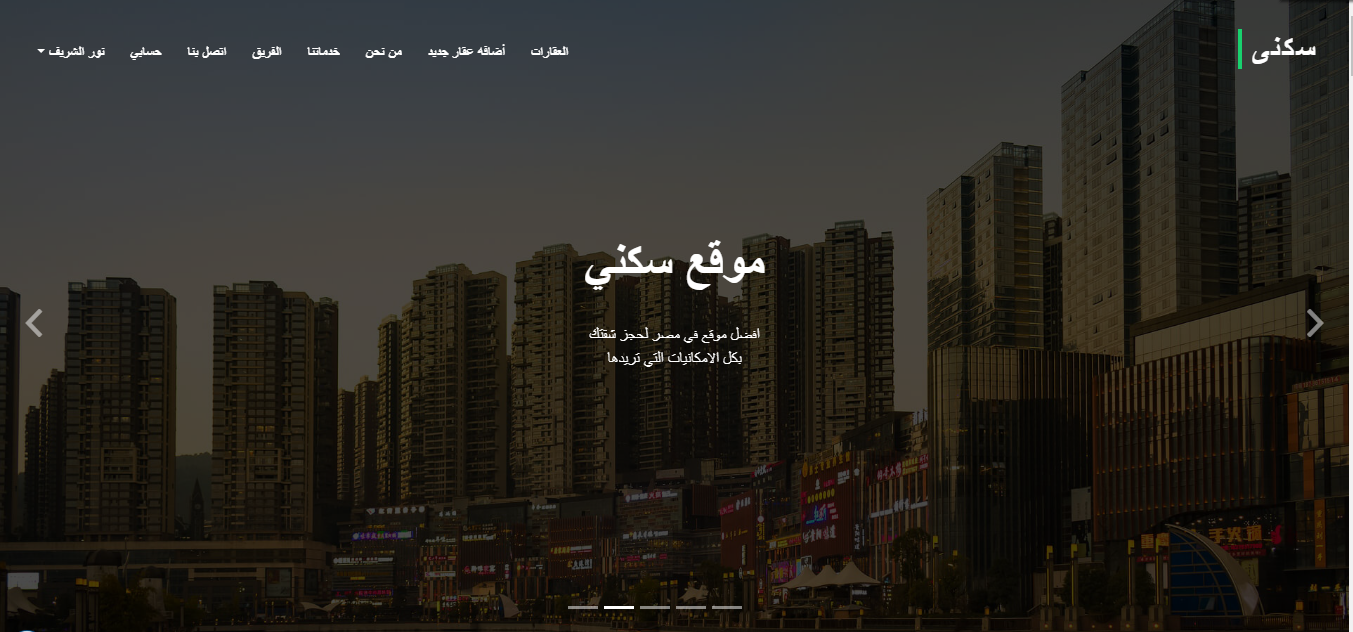 سكنى
العقارات أضافه عقار جديد من نحن خدماتنا الفريق اتصل بنا حسابي نور الشريف
موقع سكني
افضل موقع في مصر لحجز شقتك
بكل الامكانيات التي تريدها